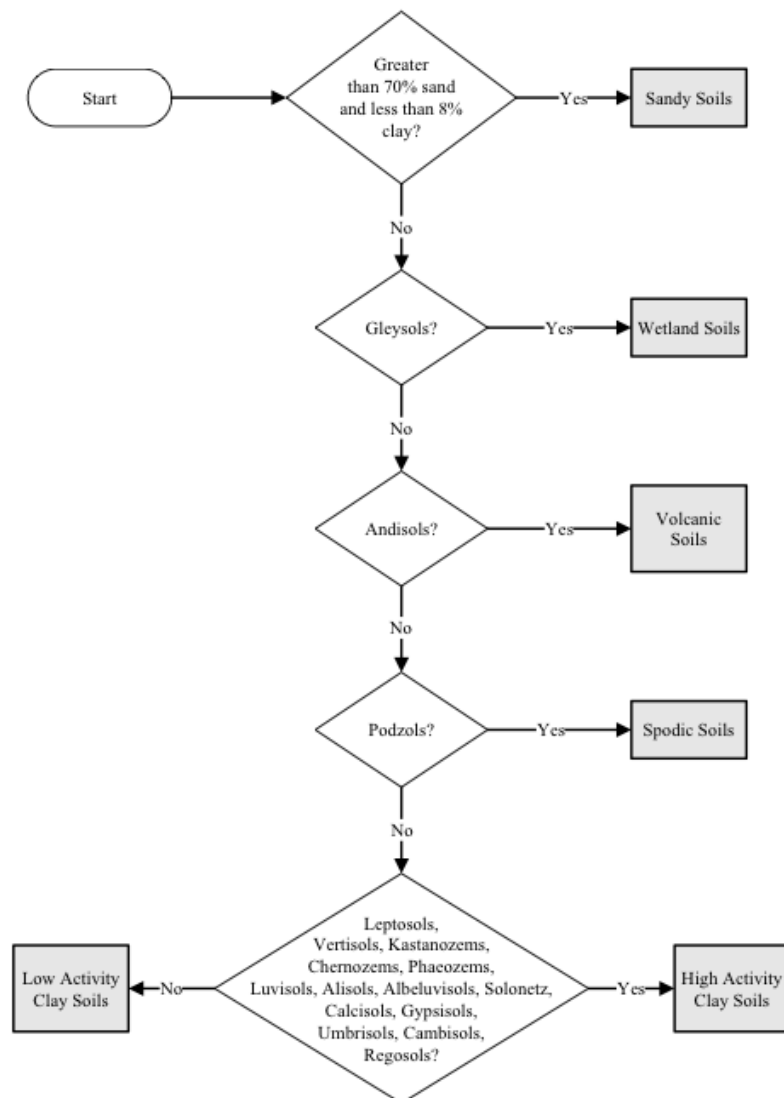 Start
Greater
than 70% sand
and less than 8%
clay?
Yes
Sandy Soils
No
Gleysols?
Yes
Wetland Soils
No
Andisols?
Yes
Volcanic
Soils
No
Podzols?
Yes
Spodic Soils
No
Leptosols,
Vertisols, Kastanozems,
Chernozems, Phaeozems,
Luvisols, Alisols, Albeluvisols, Solonetz,
Calcisols, Gypsisols,
Umbrisols, Cambisols,
Regosols?
No
Low Activity
Clay Soils
Yes
High Activity
Clay Soils